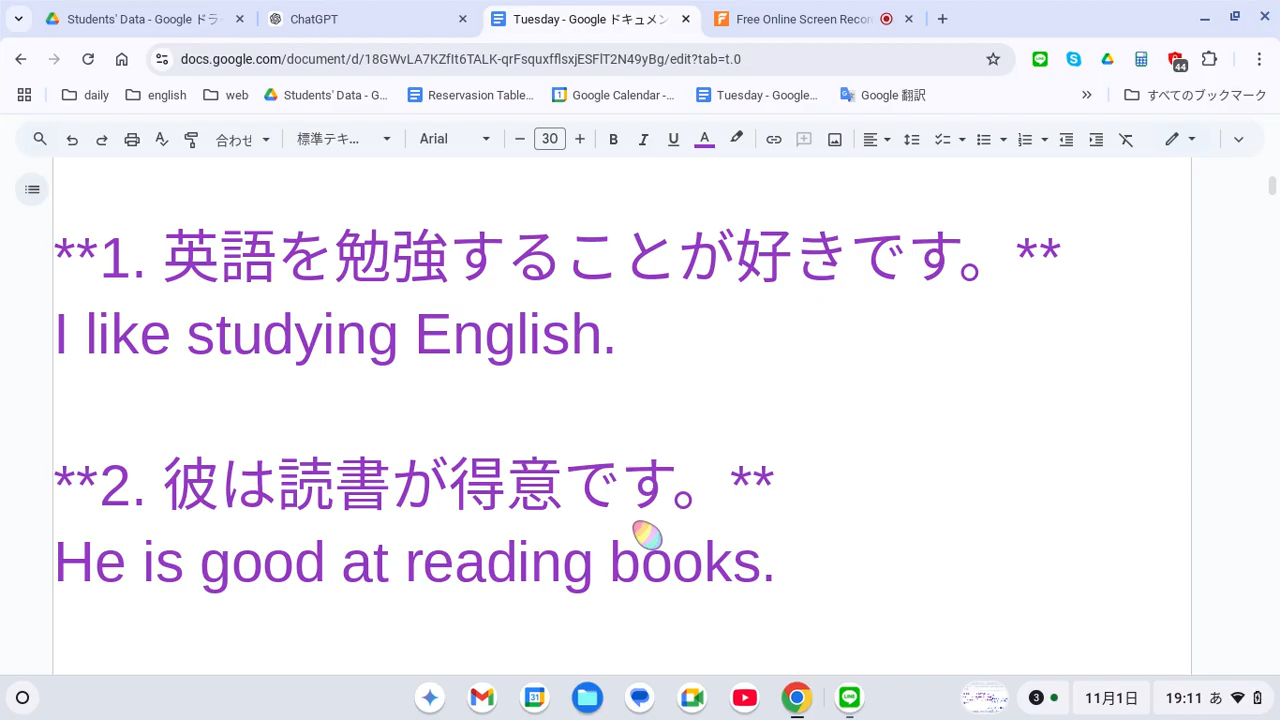 Students' Data - Google ドラ
ChatGPT
Tuesday - Google ドキュメン
Free Online Screen Recor
docs.google.com/document/d/
/edit?tab=t.0
44
daily
english
web
Students' Data - G...
Reservasion Table...
Google Calendar -...
Tuesday - Google...
Google 翻訳
»
すべてのブックマーク
合わせ
標準テキ...
Arial
30
**1. 英語を勉強することが好きです。**
I like studying English.
**2. 彼は読書が得意です。**
He is good at reading books.
31
3
11月1日
19:11 あ